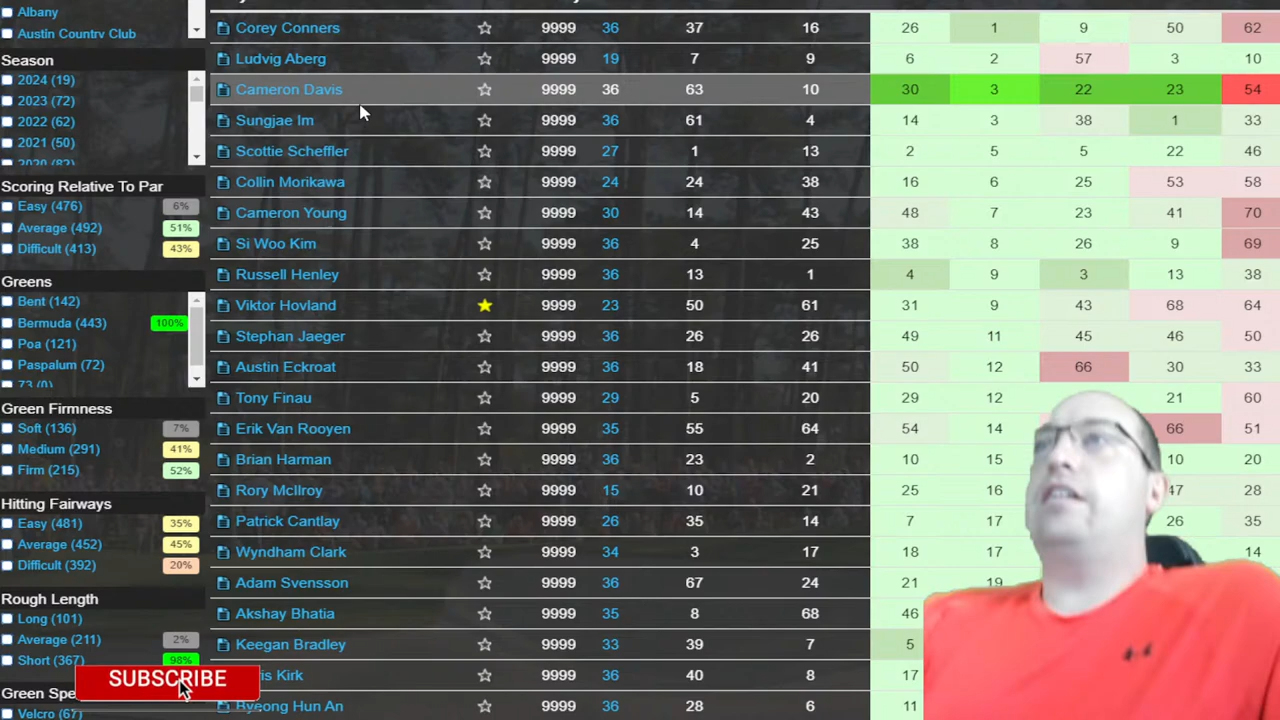 Albany
Austin Country Club
Season
2024 (19)
2023 (72)
2022 (62)
2021 (50)
2020 (82)
Scoring Relative To Par
Easy (476) 6%
Average (492) 51%
Difficult (413) 43%
Greens
Bent (142)
Bermuda (443) 100%
Poa (121)
Paspalum (72)
73 (0)
Green Firmness
Soft (136) 7%
Medium (291) 41%
Firm (215) 52%
Hitting Fairways
Easy (481) 35%
Average (452) 45%
Difficult (392) 20%
Rough Length
Long (101)
Average (211) 2%
Short (367) 98%
Green Spe
Velcro (67)
SUBSCRIBE
Corey Conners 9999 36 37 16 26 1 9 50 62
Ludvig Aberg 9999 19 7 9 6 2 57 3 10
Cameron Davis 9999 36 63 10 30 3 22 23 54
Sungjae Im 9999 36 61 4 14 3 38 1 33
Scottie Scheffler 9999 27 1 13 2 5 5 22 46
Collin Morikawa 9999 24 24 38 16 6 25 53 58
Cameron Young 9999 30 14 43 48 7 23 41 70
Si Woo Kim 9999 36 4 25 38 8 26 9 69
Russell Henley 9999 36 13 1 4 9 3 13 38
Viktor Hovland 9999 23 50 61 31 9 43 68 64
Stephan Jaeger 9999 36 26 26 49 11 45 46 50
Austin Eckroat 9999 36 18 41 50 12 66 30 33
Tony Finau 9999 29 5 20 29 12 21 60
Erik Van Rooyen 9999 35 55 64 54 14 66 51
Brian Harman 9999 36 23 2 10 15 10 20
Rory McIlroy 9999 15 10 21 25 16 47 28
Patrick Cantlay 9999 26 35 14 7 17 26 35
Wyndham Clark 9999 34 3 17 18 17 14
Adam Svensson 9999 36 67 24 21 19
Akshay Bhatia 9999 35 8 68 46
Keegan Bradley 9999 33 39 7 5
is Kirk 9999 36 40 8 17
Byeong Hun An 9999 36 28 6 11